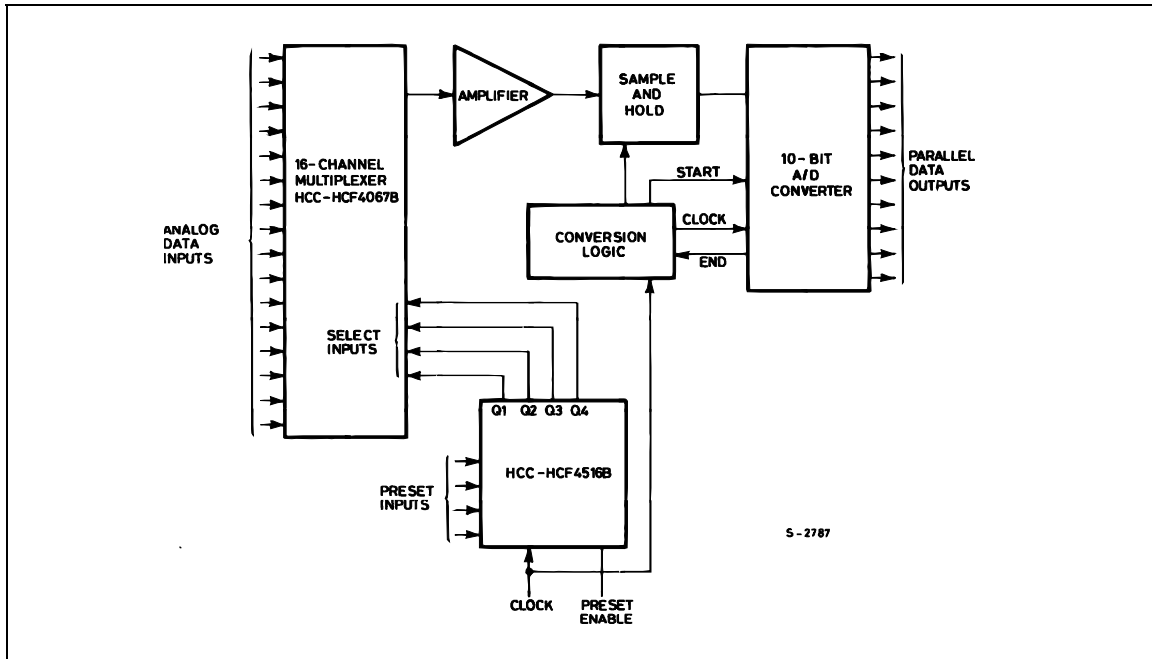 ANALOG
DATA
INPUTS
16-CHANNEL
MULTIPLEXER
HCC-HCF4067B
SELECT
INPUTS
AMPLIFIER
SAMPLE
AND
HOLD
START
CLOCK
END
CONVERSION
LOGIC
10-BIT
A/D
CONVERTER
PARALLEL
DATA
OUTPUTS
Q1 Q2 Q3 Q4
HCC-HCF4516B
PRESET
INPUTS
CLOCK
PRESET
ENABLE
S-2787